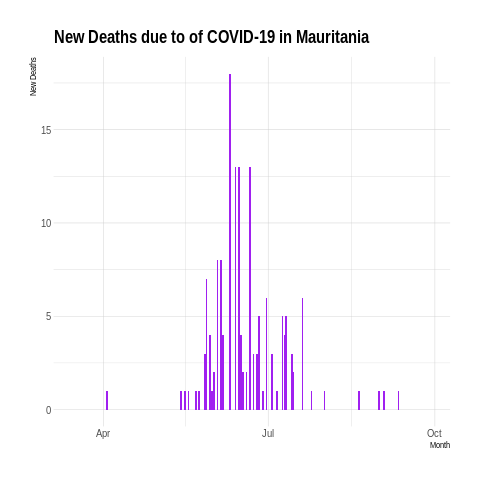 New Deaths due to of COVID-19 in Mauritania
New Deaths
15
10
5
0
Apr
Jul
Oct
Month